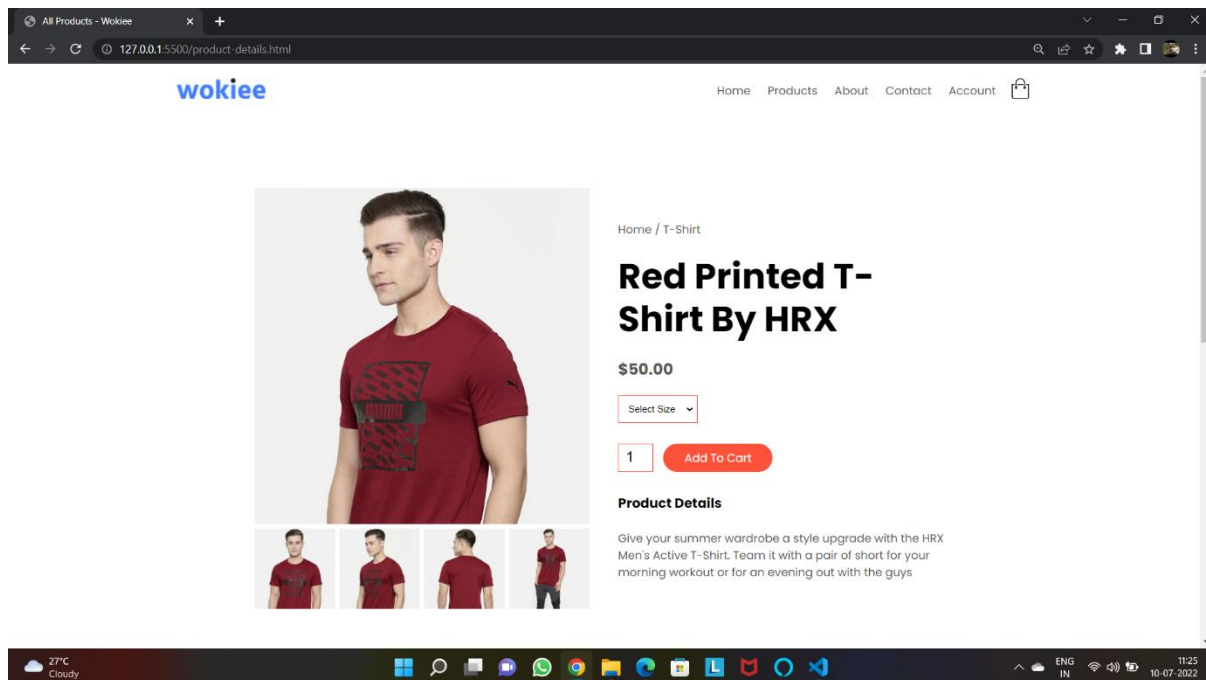 All Products - Wokiee
127.0.0.1:5500/product-details.html
wokiee
Home Products About Contact Account
Home / T-Shirt
Red Printed T-
Shirt By HRX
$50.00
Select Size
1 Add To Cart
PUMA
Product Details
Give your summer wardrobe a style upgrade with the HRX
Men's Active T-Shirt. Team it with a pair of short for your
morning workout or for an evening out with the guys
27°C
Cloudy
L
ENG
IN
11:25
10-07-2022